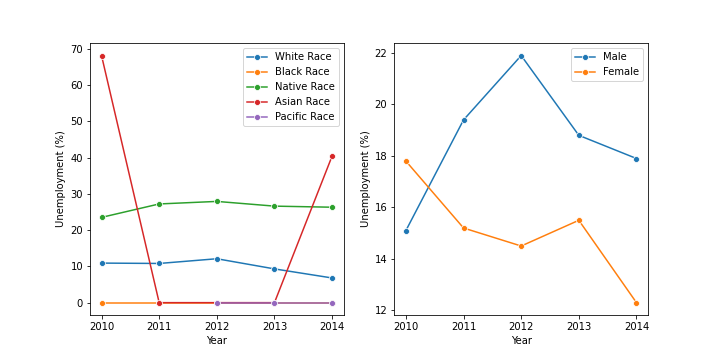 70
60
50
40
30
20
10
0
Unemployment (%)
2010 2011 2012 2013 2014
Year
White Race
Black Race
Native Race
Asian Race
Pacific Race
22
20
18
16
14
12
Unemployment (%)
2010 2011 2012 2013 2014
Year
Male
Female